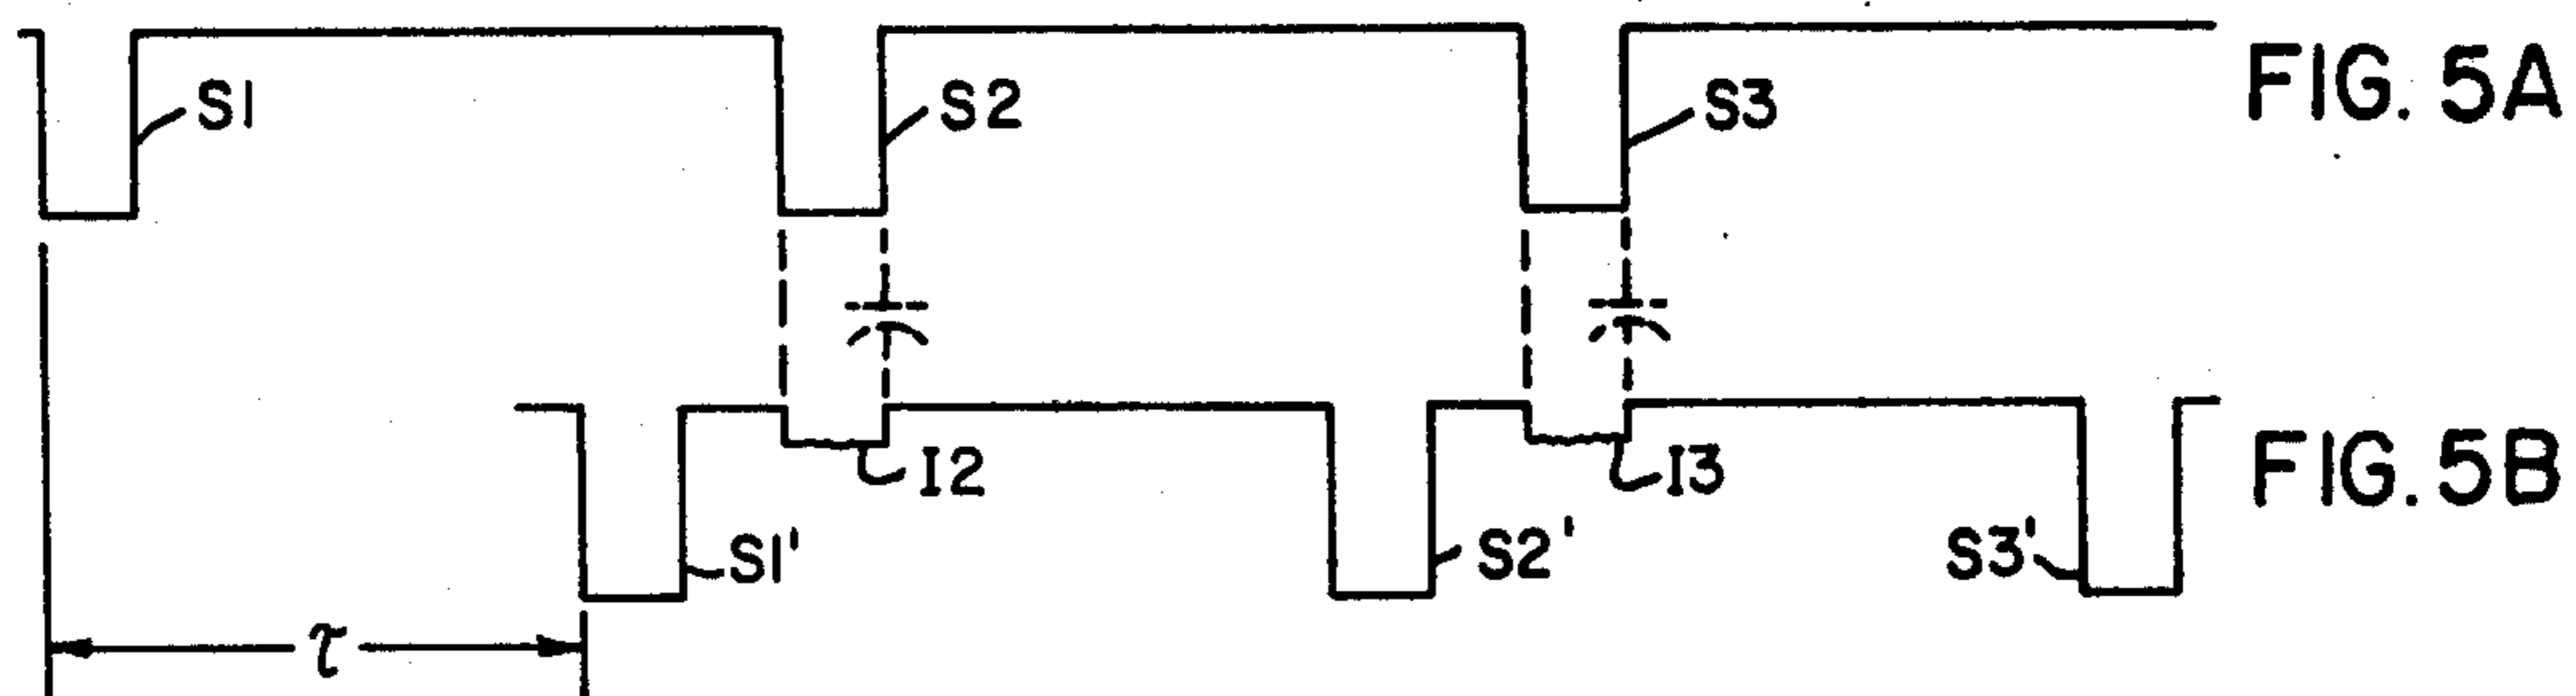 S1
S2
S3
FIG. 5A
I2
I3
FIG. 5B
S1'
S2'
S3'
τ